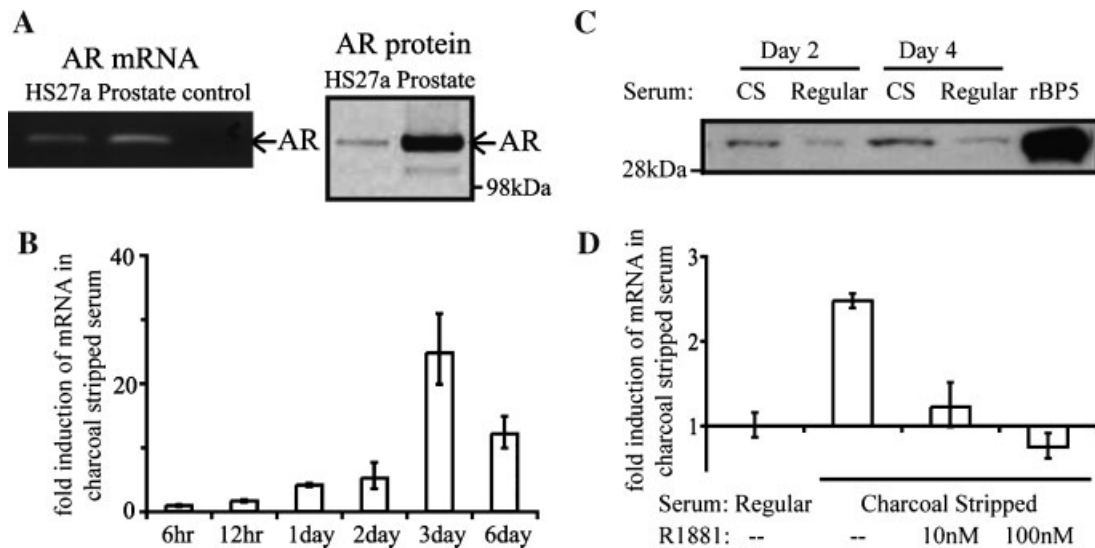 A
AR mRNA
HS27a Prostate control
AR
AR protein
HS27a Prostate
AR
98kDa
C
Day 2 Day 4
Serum: CS Regular CS Regular rBP5
28kDa
B
fold induction of mRNA in
charcoal stripped serum
40
20
0
6hr 12hr 1day 2day 3day 6day
D
fold induction of mRNA in
charcoal stripped serum
3
2
1
Serum: Regular Charcoal Stripped
R1881: -- -- 10nM 100nM